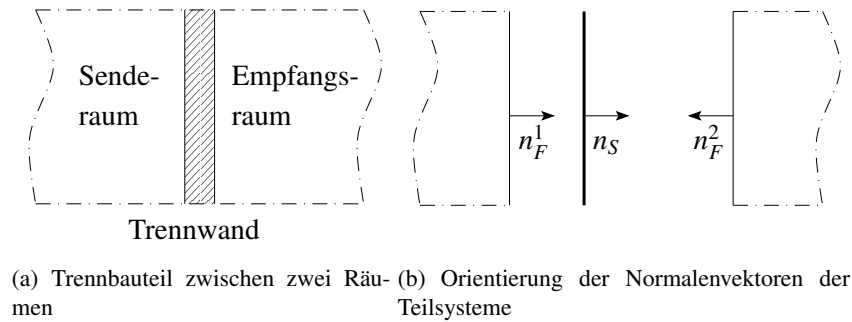 Sende-
raum
Empfangs-
raum
Trennwand
n_F^1
n_S
n_F^2
(a) Trennbauteil zwischen zwei Räu-
men
(b) Orientierung der Normalenvektoren der
Teilsysteme